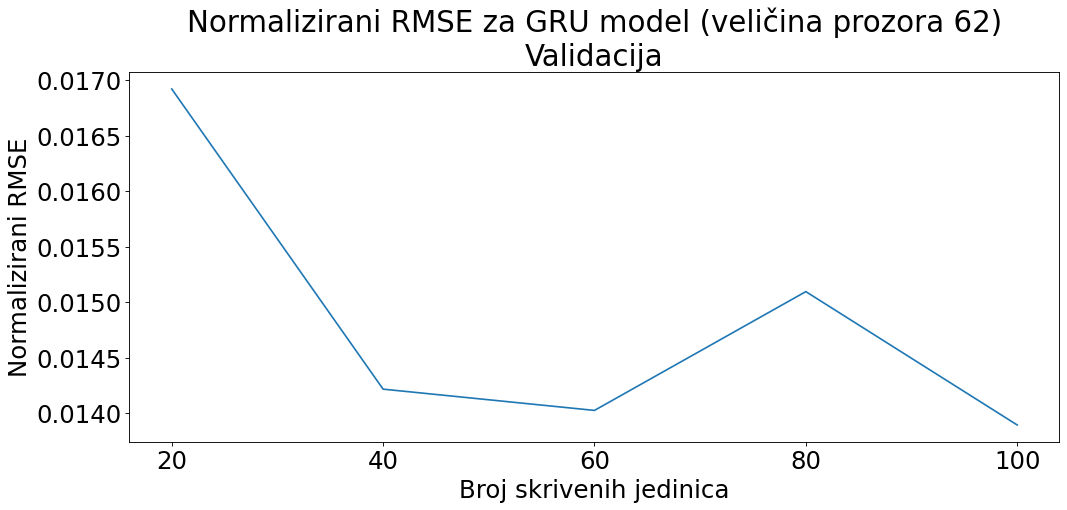 Normalizirani RMSE za GRU model (veličina prozora 62)
Validacija
Normalizirani RMSE
0.0170
0.0165
0.0160
0.0155
0.0150
0.0145
0.0140
20 40 60 80 100
Broj skrivenih jedinica